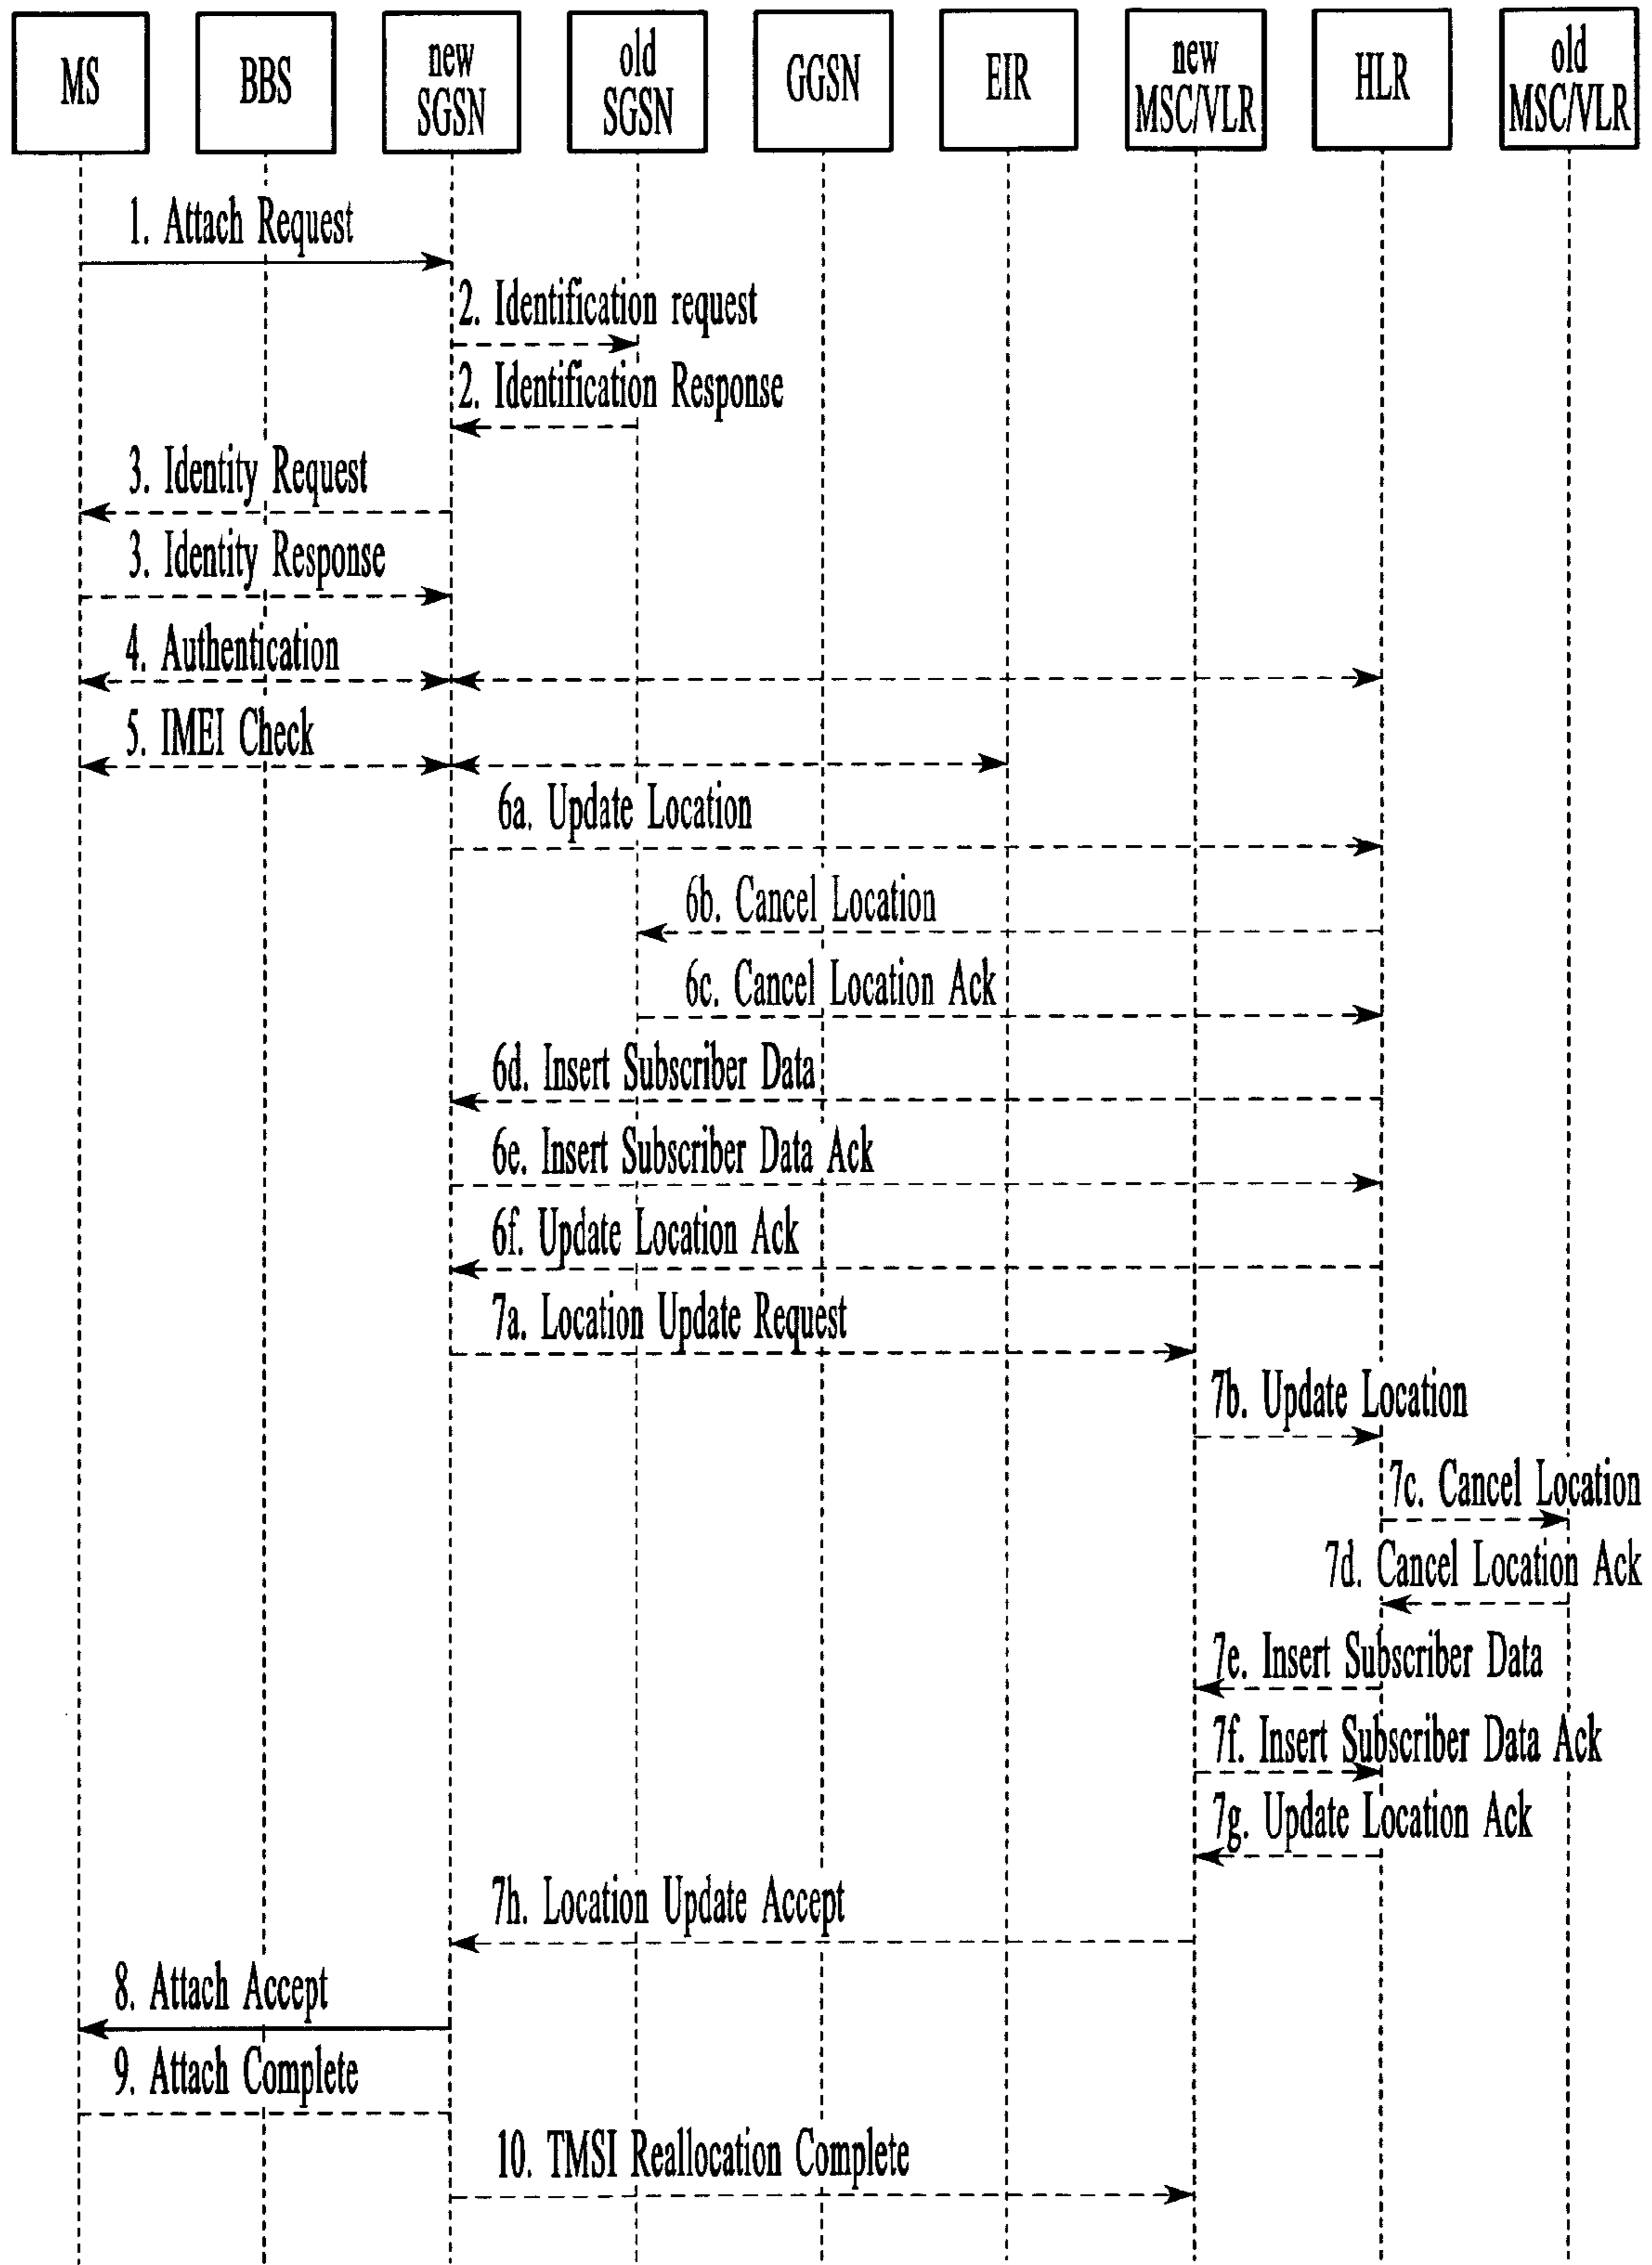 MS
BBS
new
SGSN
old
SGSN
GGSN
EIR
new
MSC/VLR
HLR
old
MSC/VLR
1. Attach Request
2. Identification request
2. Identification Response
3. Identity Request
3. Identity Response
4. Authentication
5. IMEI Check
6a. Update Location
6b. Cancel Location
6c. Cancel Location Ack
6d. Insert Subscriber Data
6e. Insert Subscriber Data Ack
6f. Update Location Ack
7a. Location Update Request
7b. Update Location
7c. Cancel Location
7d. Cancel Location Ack
7e. Insert Subscriber Data
7f. Insert Subscriber Data Ack
7g. Update Location Ack
7h. Location Update Accept
8. Attach Accept
9. Attach Complete
10. TMSI Reallocation Complete